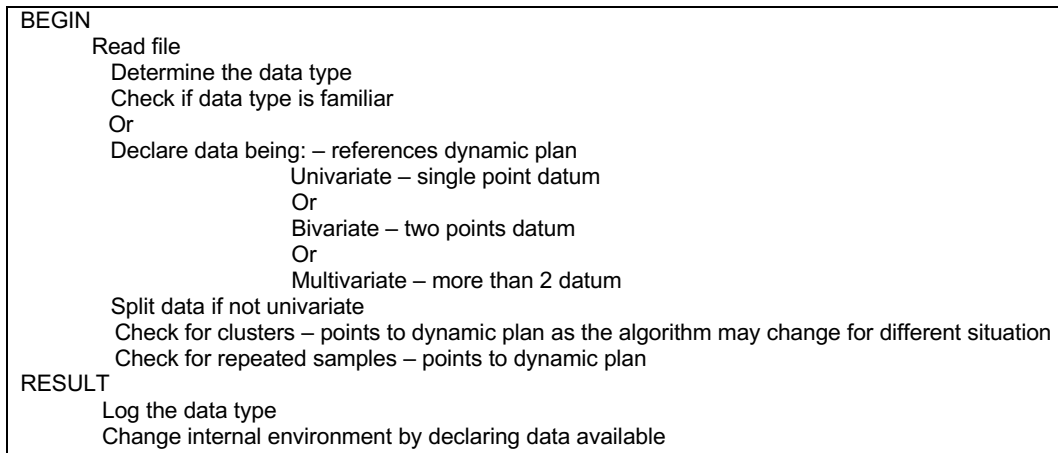 BEGIN
Read file
Determine the data type
Check if data type is familiar
Or
Declare data being: – references dynamic plan
Univariate – single point datum
Or
Bivariate – two points datum
Or
Multivariate – more than 2 datum
Split data if not univariate
Check for clusters – points to dynamic plan as the algorithm may change for different situation
Check for repeated samples – points to dynamic plan
RESULT
Log the data type
Change internal environment by declaring data available